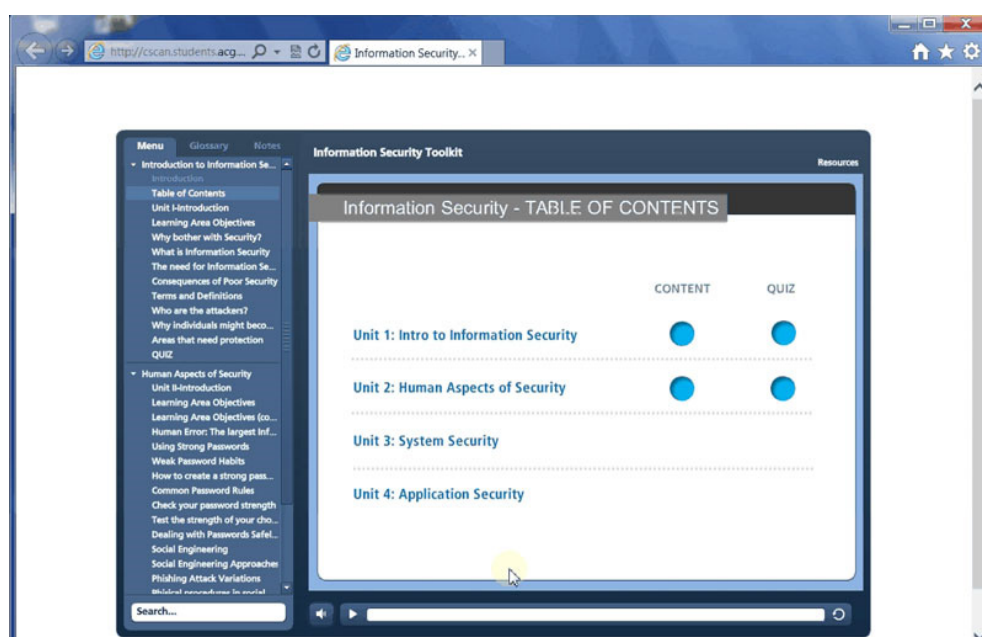 http://cscan.students.acg...
Information Security...
Menu Glossary Notes
Information Security Toolkit
Resources
Introduction to Information Se...
Introduction
Table of Contents
Unit I-Introduction
Learning Area Objectives
Why bother with Security?
What is Information Security
The need for Information Se...
Consequences of Poor Security
Terms and Definitions
Who are the attackers?
Why individuals might beco...
Areas that need protection
QUIZ
Human Aspects of Security
Unit II-Introduction
Learning Area Objectives
Learning Area Objectives (co...
Human Error: The largest Inf...
Using Strong Passwords
Weak Password Habits
How to create a strong pass...
Common Password Rules
Check your password strength
Test the strength of your cho...
Dealing with Passwords Safel...
Social Engineering
Social Engineering Approaches
Phishing Attack Variations
Search...
Information Security - TABLE OF CONTENTS
CONTENT QUIZ
Unit 1: Intro to Information Security
Unit 2: Human Aspects of Security
Unit 3: System Security
Unit 4: Application Security